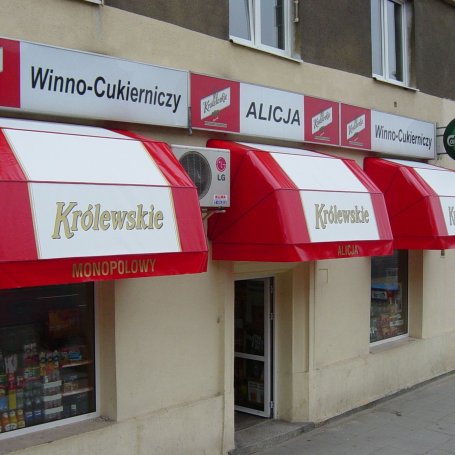 Winno-Cukierniczy
Królewskie
ALICJA
Królewskie
Królewskie
Winno-Cukierniczy
LG
Królewskie
MONOPOLOWY
Królewskie
ALICJA